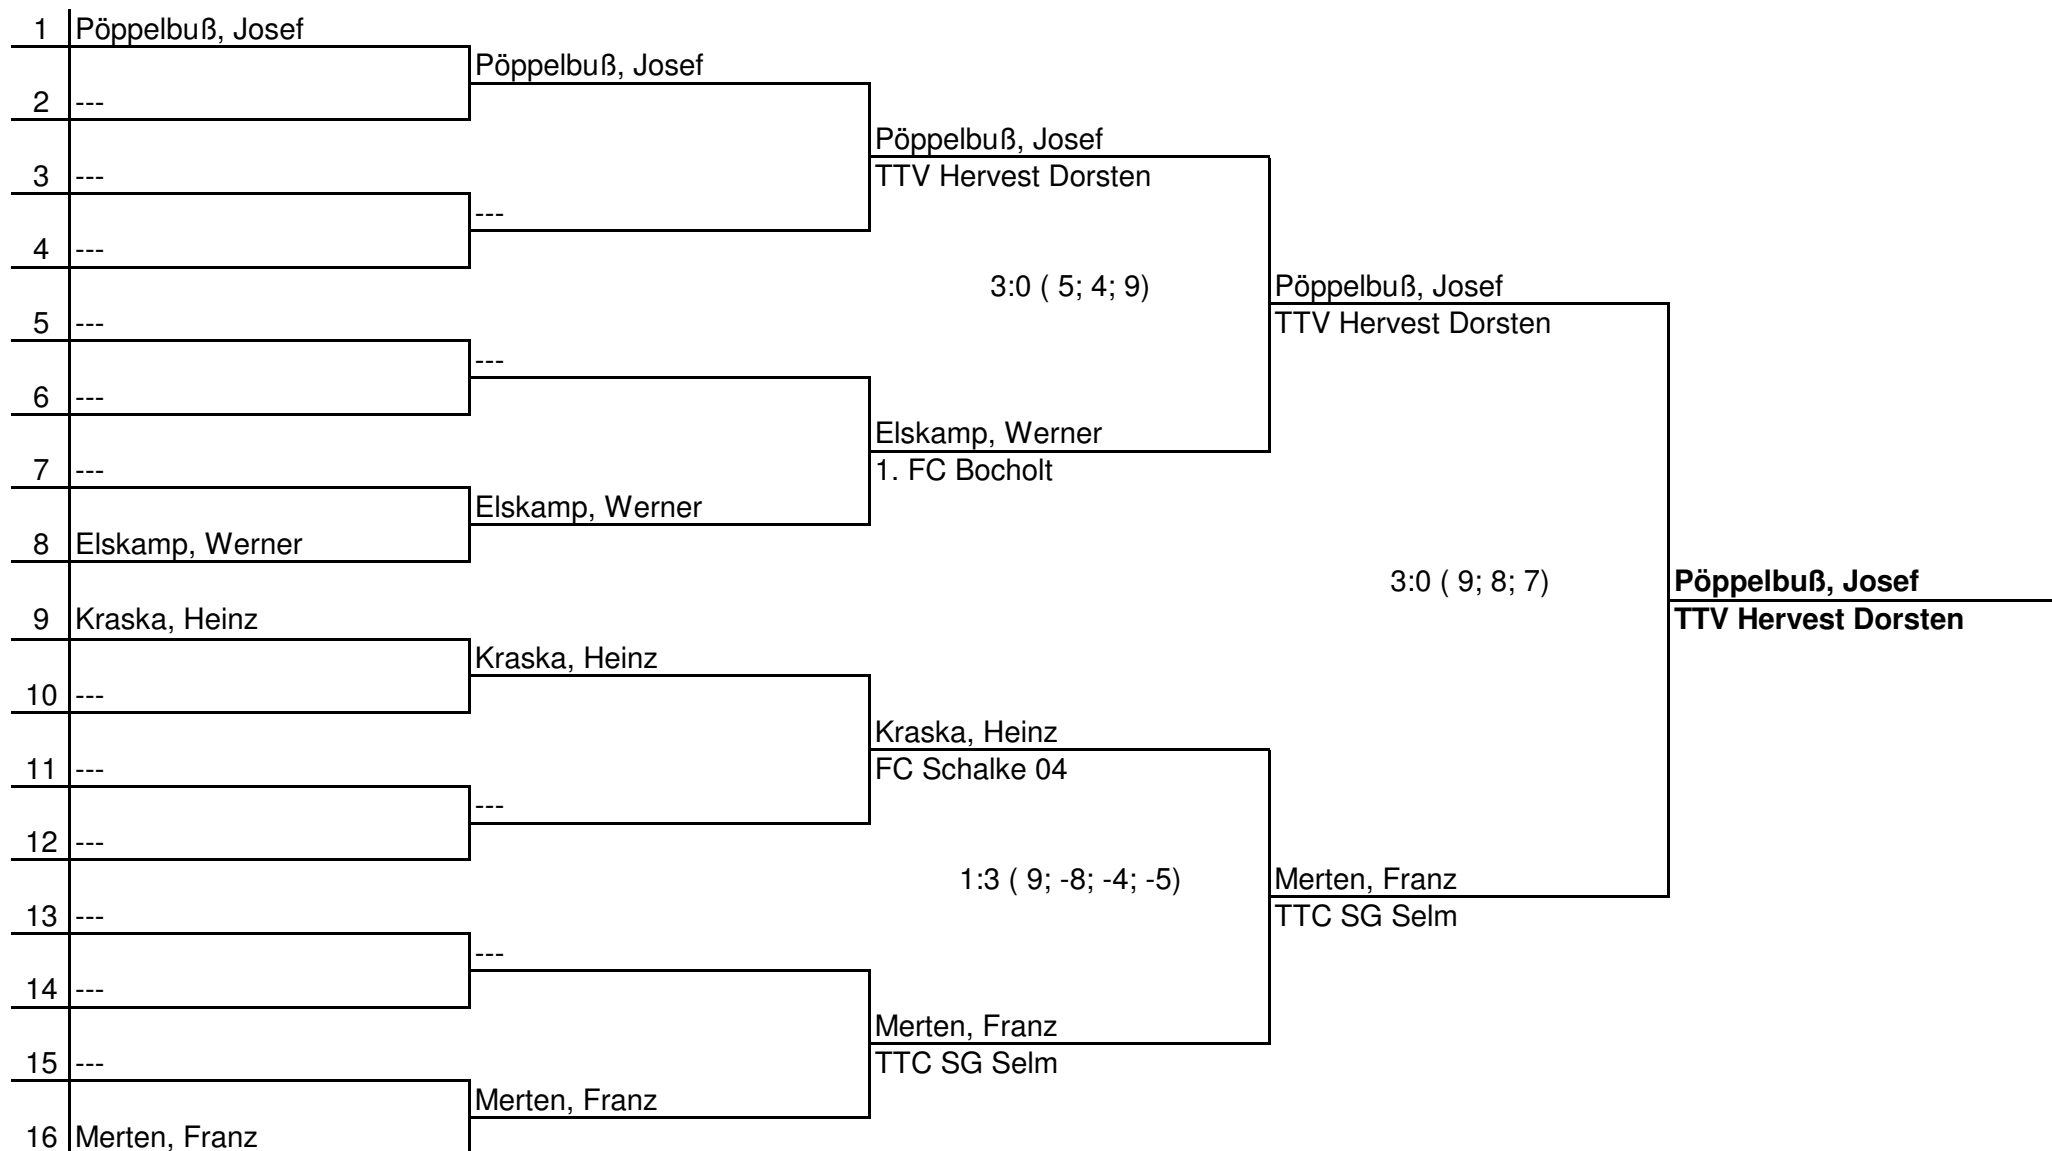 1 Pöppelbuß, Josef
Pöppelbuß, Josef
2 ---
Pöppelbuß, Josef
3 --- TTV Hervest Dorsten
---
4 ---
3:0 ( 5; 4; 9) Pöppelbuß, Josef
5 --- TTV Hervest Dorsten
---
6 ---
Elskamp, Werner
7 --- 1. FC Bocholt
Elskamp, Werner
8 Elskamp, Werner
3:0 ( 9; 8; 7) Pöppelbuß, Josef
9 Kraska, Heinz TTV Hervest Dorsten
Kraska, Heinz
10 ---
Kraska, Heinz
11 --- FC Schalke 04
---
12 ---
1:3 ( 9; -8; -4; -5) Merten, Franz
13 --- TTC SG Selm
---
14 ---
Merten, Franz
15 --- TTC SG Selm
Merten, Franz
16 Merten, Franz